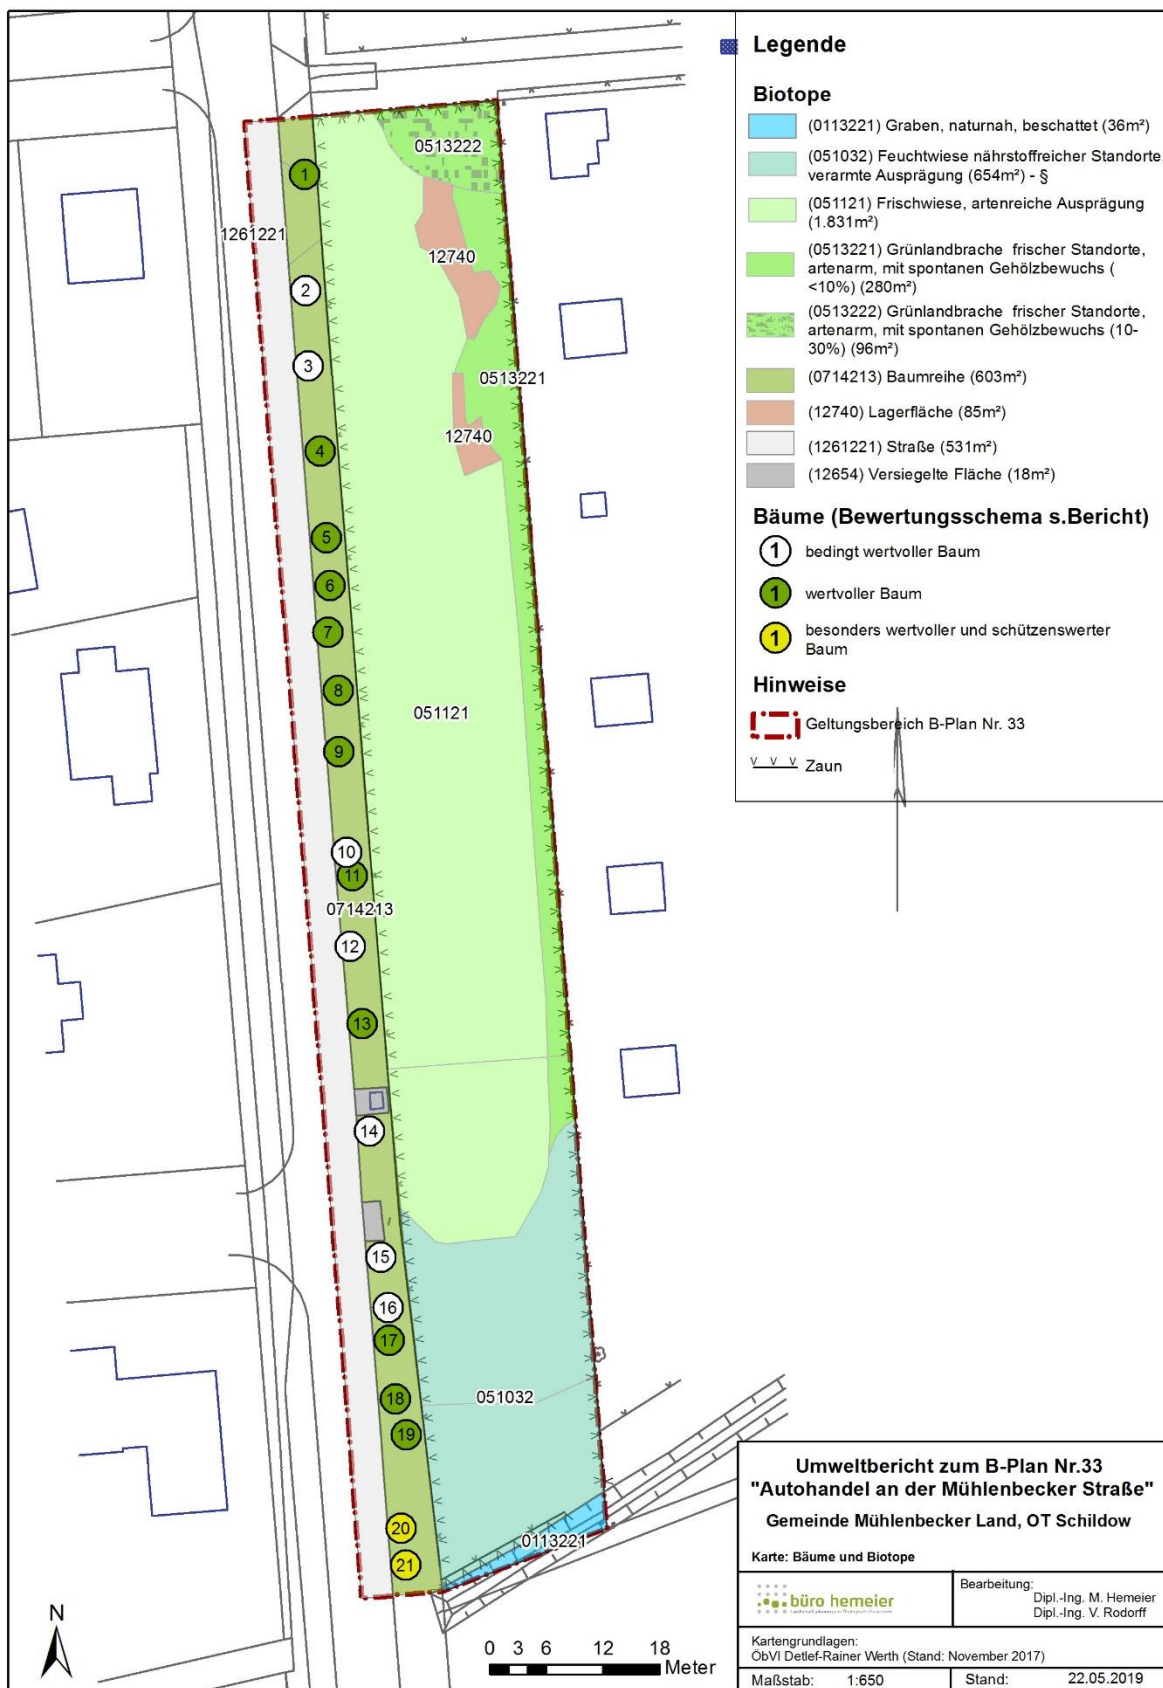 Legende
Biotope
(0113221) Graben, naturnah, beschattet (36m²)
(051032) Feuchtwiese nährstoffreicher Standorte,
verarmte Ausprägung (654m²) - §
(051121) Frischwiese, artenreiche Ausprägung
(1.831m²)
(0513221) Grünlandbrache frischer Standorte,
artenarm, mit spontanen Gehölzbewuchs (
<10%) (280m²)
(0513222) Grünlandbrache frischer Standorte,
artenarm, mit spontanen Gehölzbewuchs (10-
30%) (96m²)
(0714213) Baumreihe (603m²)
(12740) Lagerfläche (85m²)
(1261221) Straße (531m²)
(12654) Versiegelte Fläche (18m²)
Bäume (Bewertungsschema s.Bericht)
1 bedingt wertvoller Baum
1 wertvoller Baum
1 besonders wertvoller und schützenswerter
Baum
Hinweise
Geltungsbereich B-Plan Nr. 33
Zaun
0513222
1
1261221
12740
2
3
0513221
12740
4
5
6
7
8
051121
9
10
11
0714213
12
13
14
15
16
17
051032
18
19
20
0113221
21
N
0 3 6 12 18
Meter
Umweltbericht zum B-Plan Nr.33
"Autohandel an der Mühlenbecker Straße"
Gemeinde Mühlenbecker Land, OT Schildow
Karte: Bäume und Biotope
büro hemeier
Bearbeitung:
Dipl.-Ing. M. Hemeier
Dipl.-Ing. V. Rodorff
Kartengrundlagen:
ÖbVI Detlef-Rainer Werth (Stand: November 2017)
Maßstab: 1:650
Stand: 22.05.2019